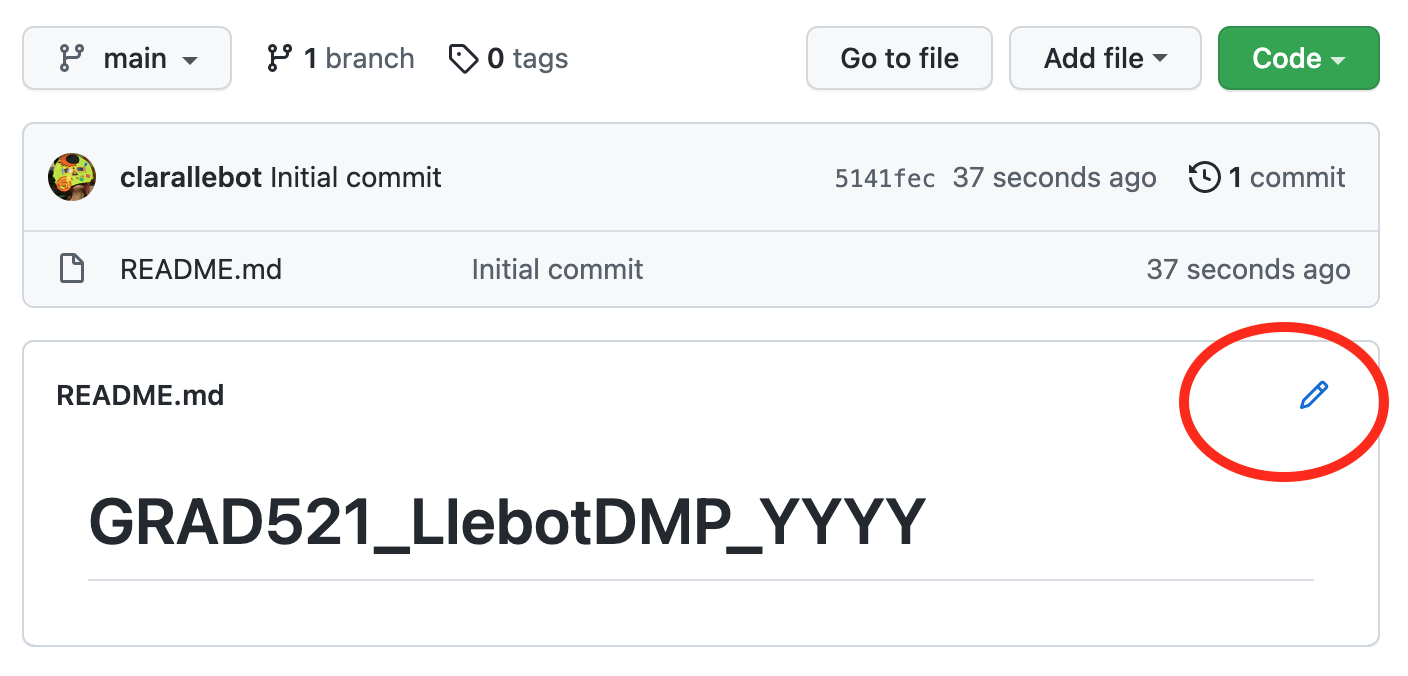 main 1 branch 0 tags Go to file Add file Code
clarallebot Initial commit 5141fec 37 seconds ago 1 commit
README.md Initial commit 37 seconds ago
README.md
GRAD521_LlebotDMP_YYYY